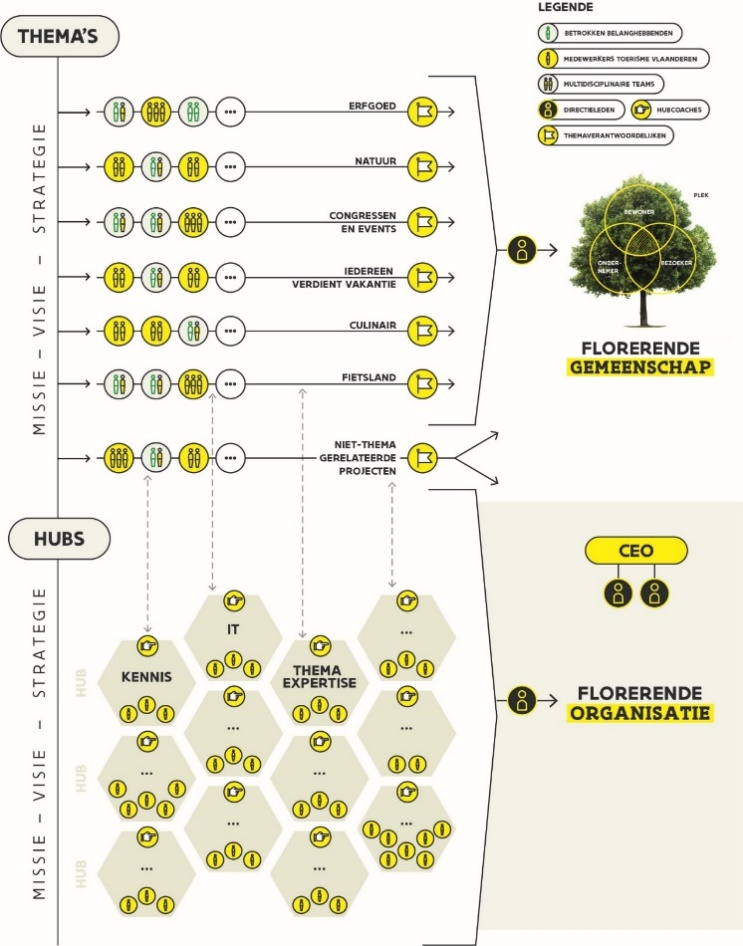 LEGENDE
BETROKKEN BELANGHEBBENDEN
MEDEWERKERS TOERISME VLAANDEREN
MULTIDISCIPLINAIRE TEAMS
DIRECTIELEDEN
HUBCOACHES
THEMAVERANTWOORDELIJKEN
THEMA'S
MISSIE – VISIE – STRATEGIE
ERFGOED
...
NATUUR
...
CONGRESSEN
EN EVENTS
...
IEDEREEN
VERDIENT VAKANTIE
...
CULINAIR
...
FIETSLAND
...
NIET-THEMA
GERELATEERDE
PROJECTEN
...
PLEK
BEWONER
ONDER-
NEMER
BEZOEKER
FLORERENDE
GEMEENSCHAP
HUBS
MISSIE – VISIE – STRATEGIE
HUB
HUB
HUB
KENNIS
...
...
IT
...
...
THEMA
EXPERTISE
...
...
...
...
...
CEO
FLORERENDE
ORGANISATIE